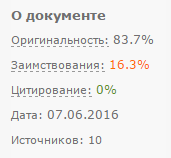 О документе
Оригинальность: 83.7%
Заимствования: 16.3%
Цитирование: 0%
Дата: 07.06.2016
Источников: 10